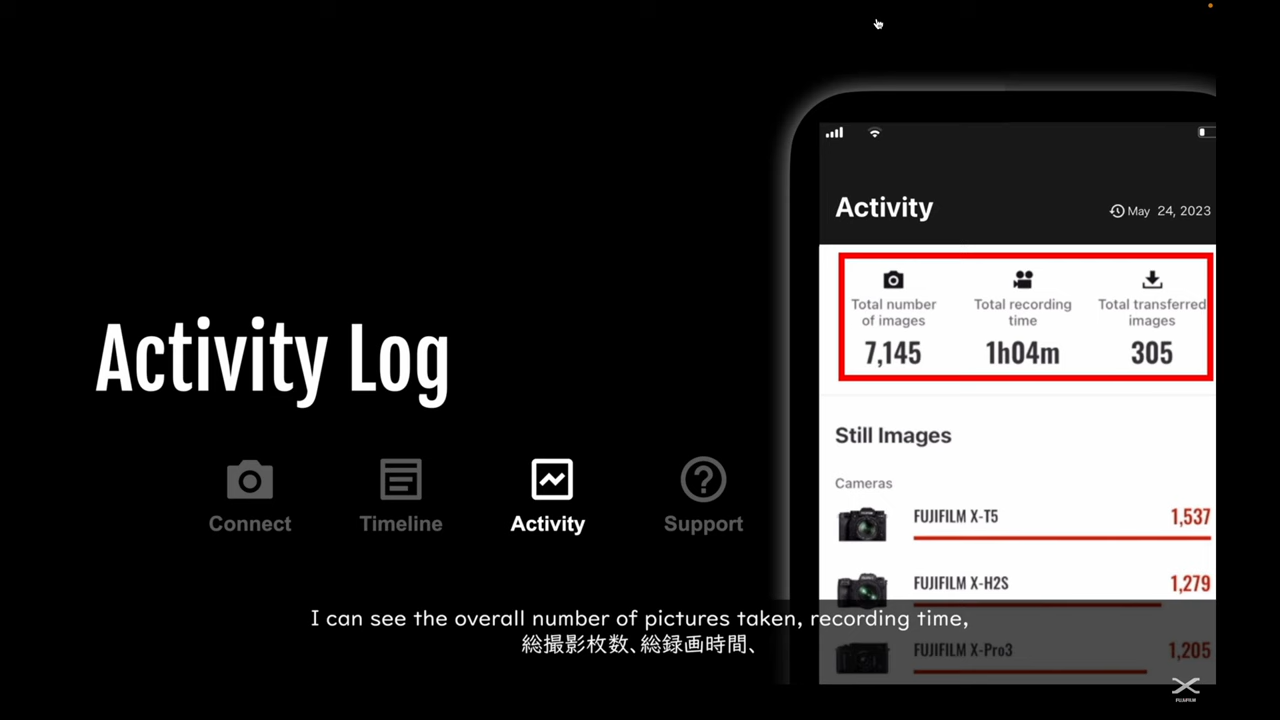 Activity
May 24, 2023
Total number
of images
7,145
Total recording
time
1h04m
Total transferred
images
305
Activity Log
Still Images
Cameras
Connect
Timeline
Activity
Support
FUJIFILM X-T5
1,537
FUJIFILM X-H2S
1,279
I can see the overall number of pictures taken, recording time,
総撮影枚数、総録画時間、
FUJIFILM X-Pro3
1,205
FUJIFILM